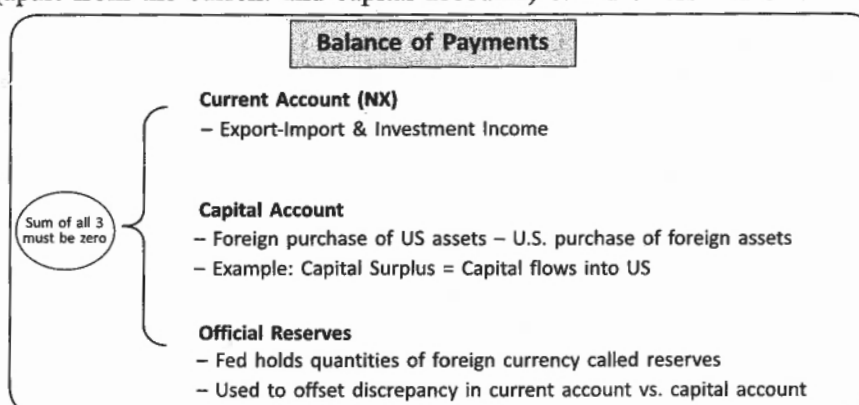 Balance of Payments
Current Account (NX)
– Export-Import & Investment Income
Sum of all 3
must be zero
Capital Account
– Foreign purchase of US assets – U.S. purchase of foreign assets
– Example: Capital Surplus = Capital flows into US
Official Reserves
– Fed holds quantities of foreign currency called reserves
– Used to offset discrepancy in current account vs. capital account